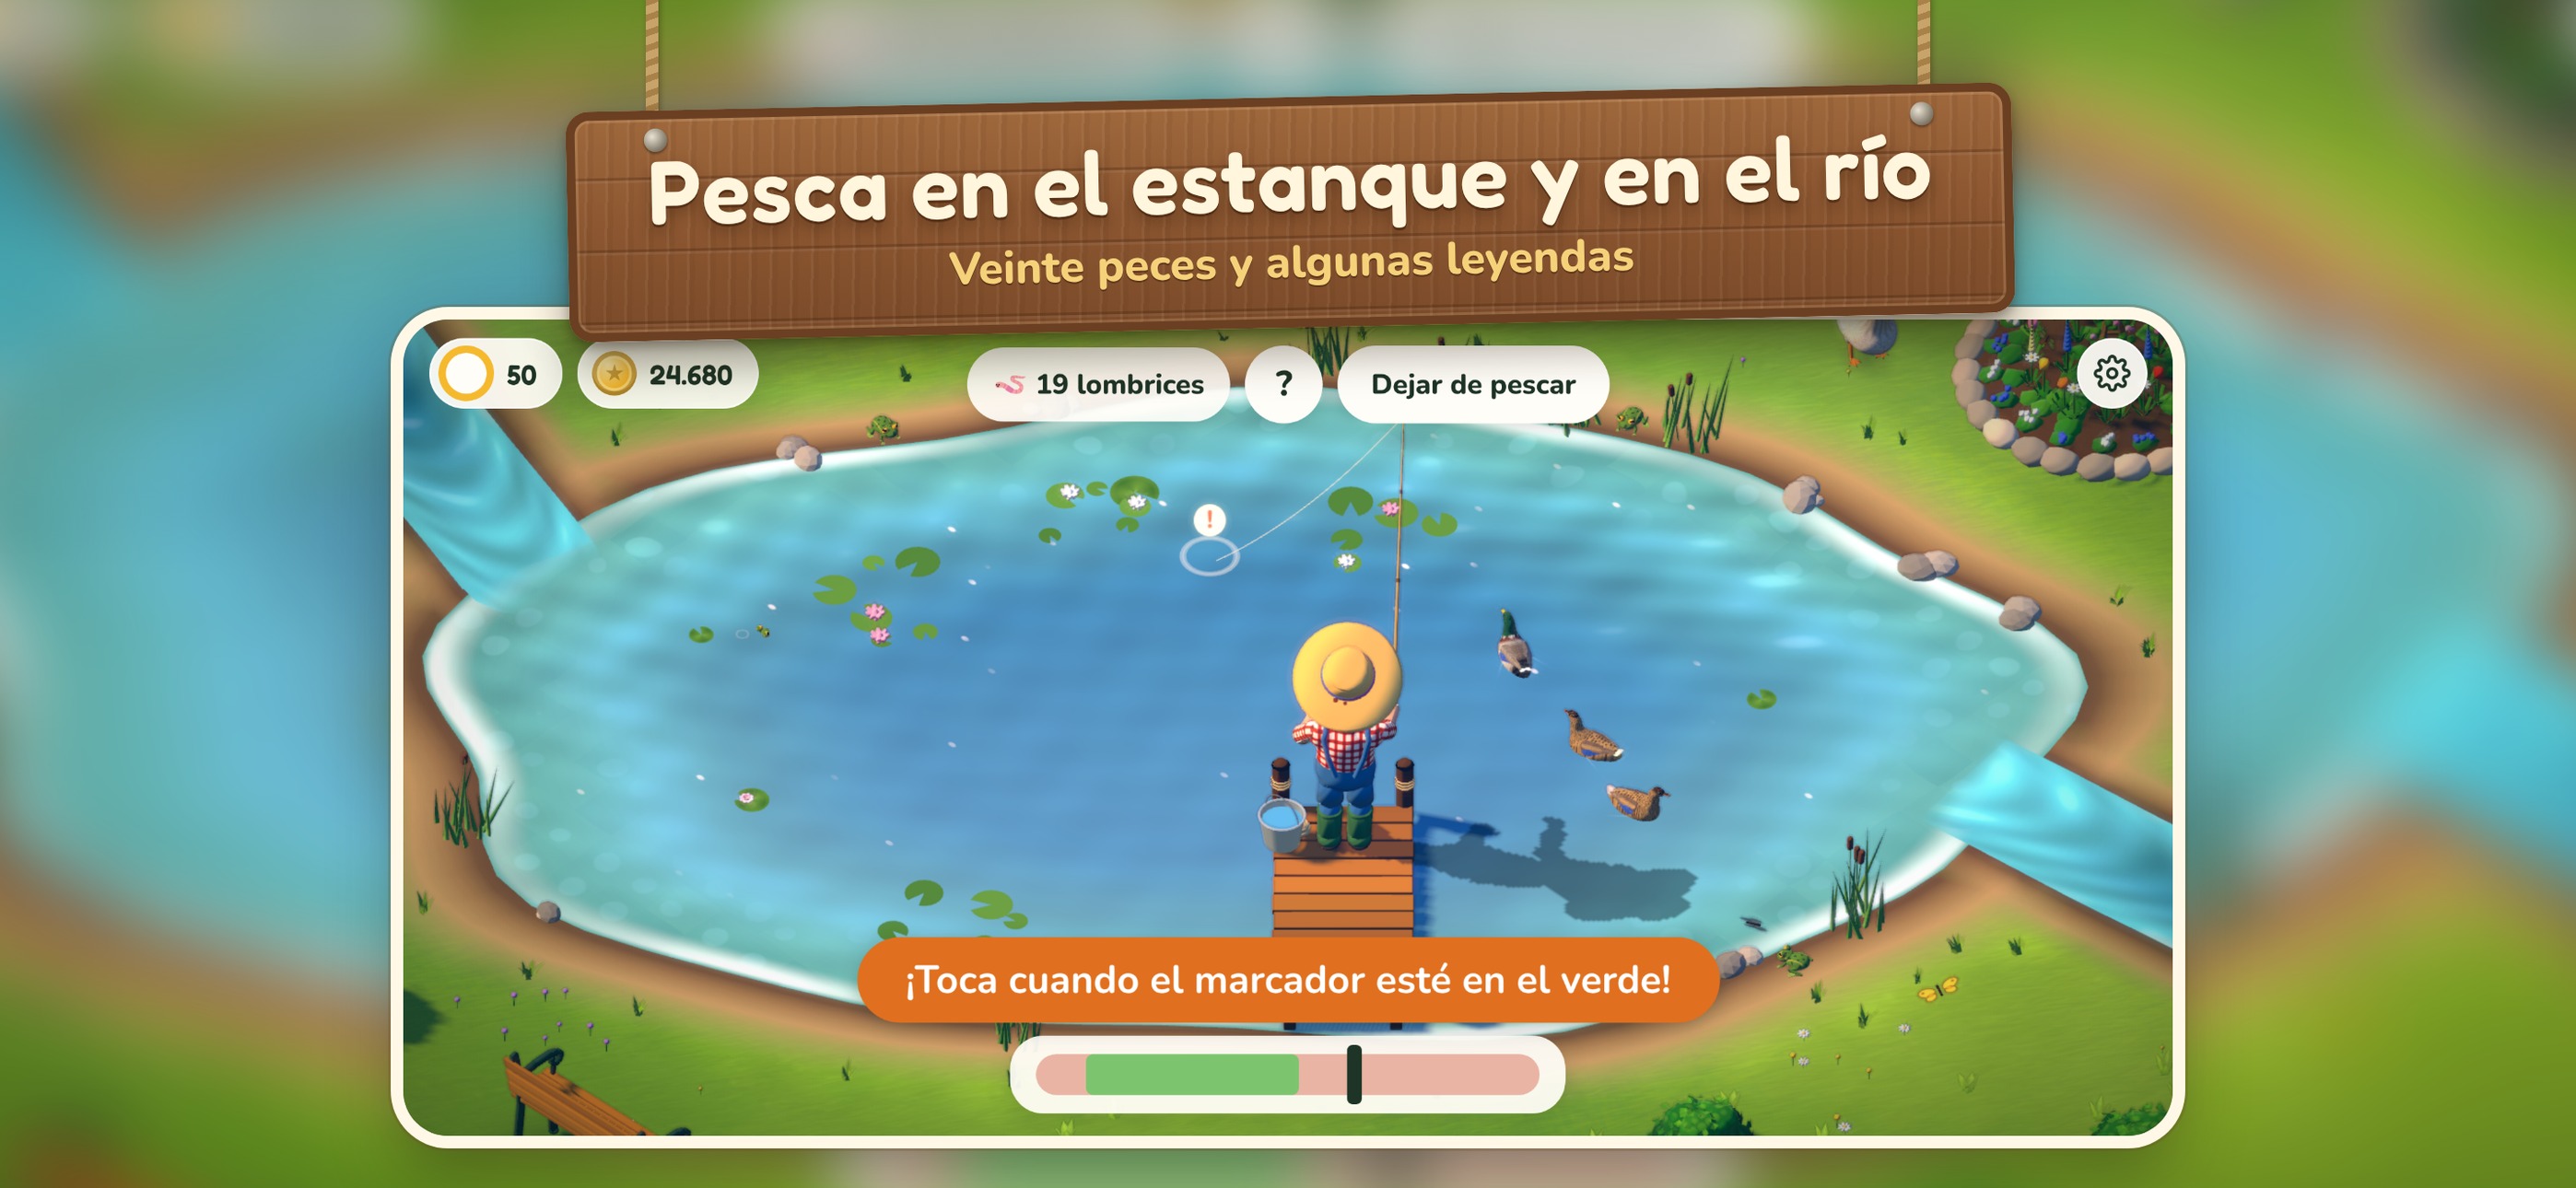 Pesca en el estanque y en el río
Veinte peces y algunas leyendas
50
24.680
19 lombrices
?
Dejar de pescar
!
¡Toca cuando el marcador esté en el verde!